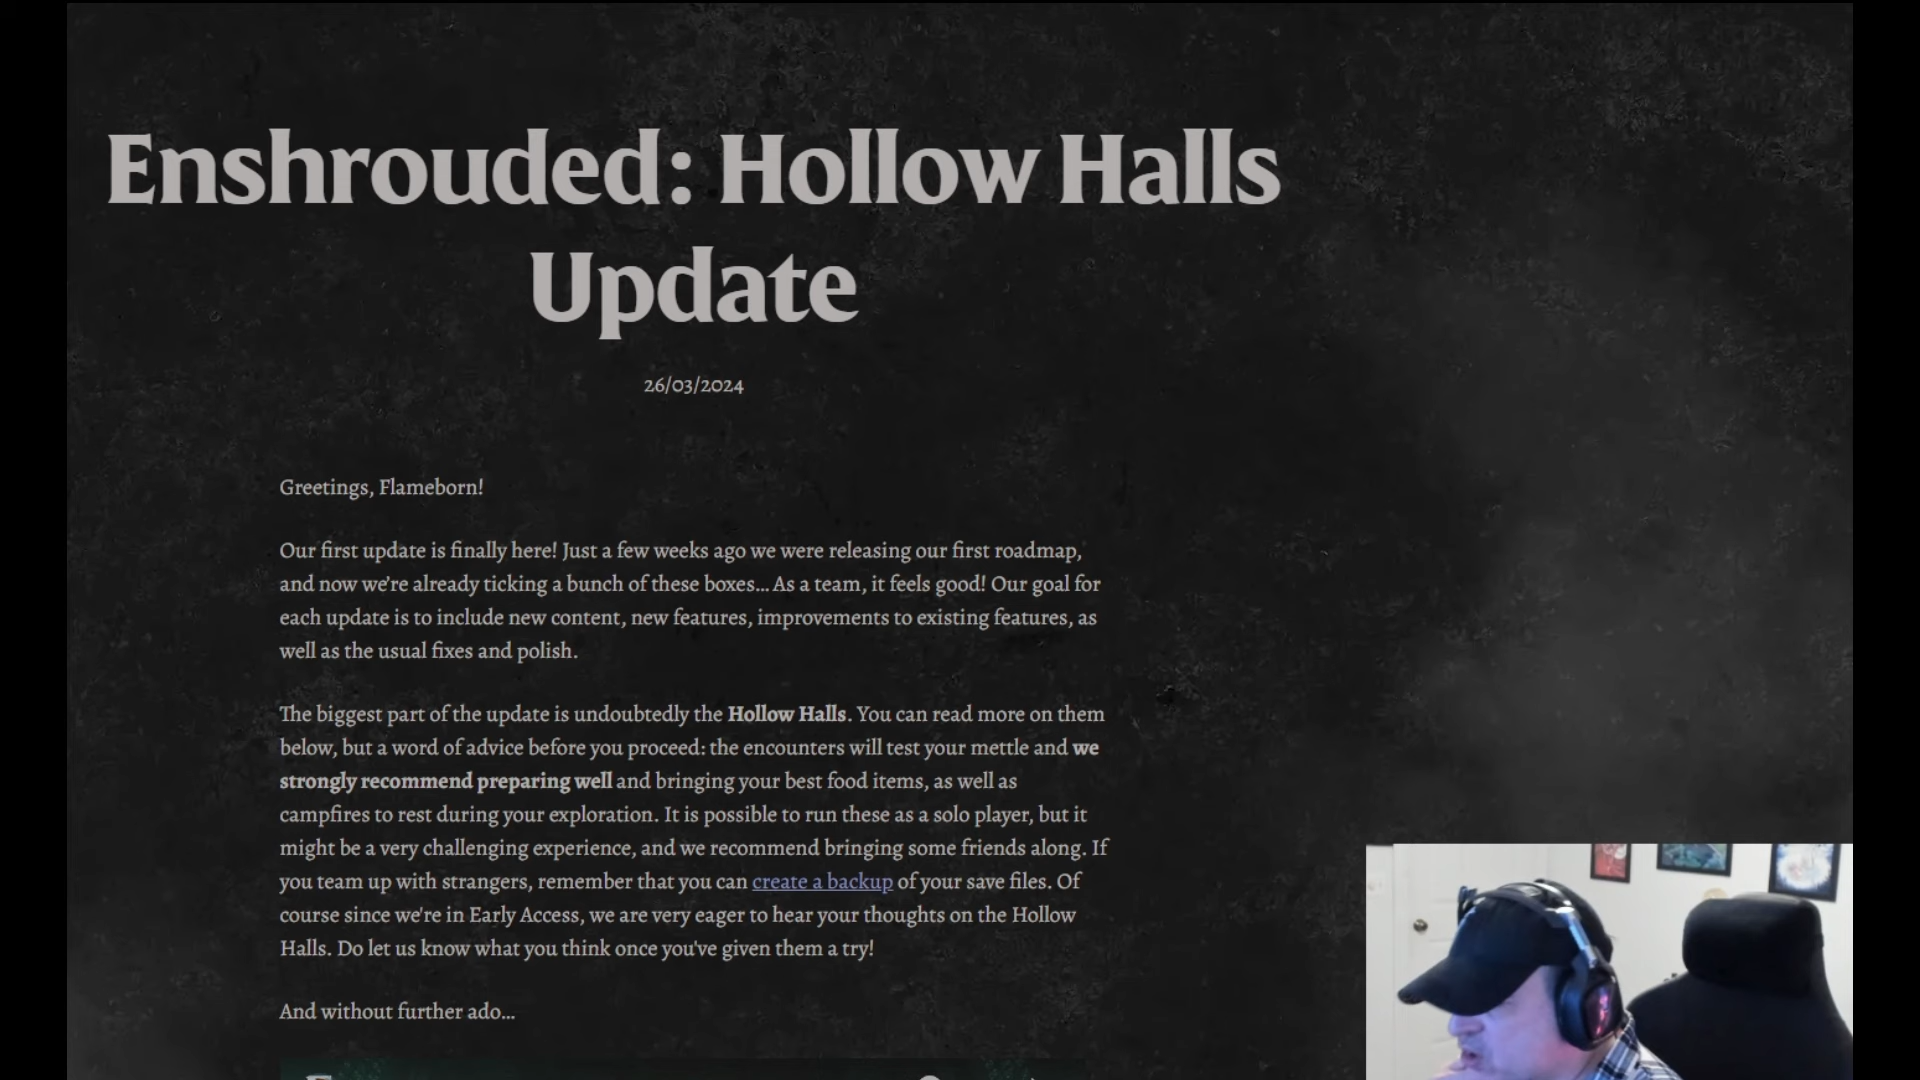 Enshrouded: Hollow Halls
Update
26/03/2024
Greetings, Flameborn!
Our first update is finally here! Just a few weeks ago we were releasing our first roadmap,
and now we're already ticking a bunch of these boxes... As a team, it feels good! Our goal for
each update is to include new content, new features, improvements to existing features, as
well as the usual fixes and polish.
The biggest part of the update is undoubtedly the Hollow Halls. You can read more on them
below, but a word of advice before you proceed: the encounters will test your mettle and we
strongly recommend preparing well and bringing your best food items, as well as
campfires to rest during your exploration. It is possible to run these as a solo player, but it
might be a very challenging experience, and we recommend bringing some friends along. If
you team up with strangers, remember that you can create a backup of your save files. Of
course since we're in Early Access, we are very eager to hear your thoughts on the Hollow
Halls. Do let us know what you think once you've given them a try!
And without further ado...